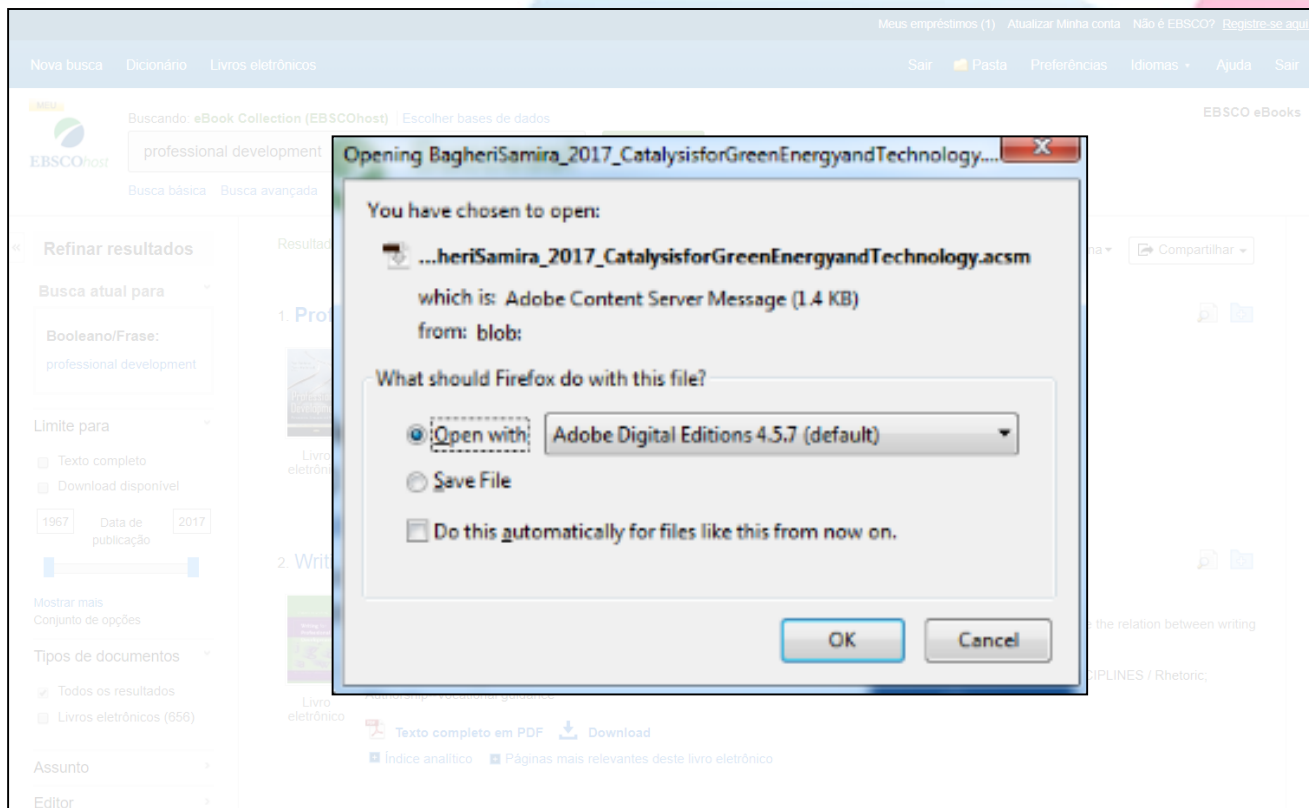 Meus empréstimos (1) Atualizar Minha conta Não é EBSCO? Registre-se aqui
Nova busca Dicionário Livros eletrônicos Sair Pasta Preferências Idiomas Ajuda Sair
MEU
EBSCOhost
Buscando: eBook Collection (EBSCOhost) Escolher bases de dados
EBSCO eBooks
professional development
Busca básica Busca avançada
Opening BagheriSamira_2017_CatalysisforGreenEnergyandTechnology....
You have chosen to open:
...heriSamira_2017_CatalysisforGreenEnergyandTechnology.acsm
which is: Adobe Content Server Message (1.4 KB)
from: blob:
What should Firefox do with this file?
Open with Adobe Digital Editions 4.5.7 (default)
Save File
Do this automatically for files like this from now on.
OK Cancel
« Refinar resultados
Compartilhar
Busca atual para
Booleano/Frase:
professional development
Limite para
Texto completo
Download disponível
1967 Data de publicação 2017
Mostrar mais
Conjunto de opções
Tipos de documentos
Todos os resultados
Livros eletrônicos (656)
Assunto
Editor
1.
Livro
eletrônico
2.
the relation between writing
/ Rhetoric;
Livro
eletrônico
Texto completo em PDF Download
Índice analítico Páginas mais relevantes deste livro eletrônico